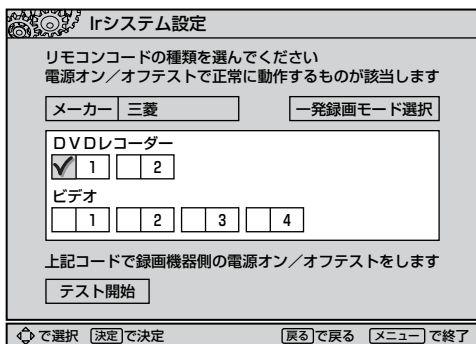 Irシステム設定
リモコンコードの種類を選んでください
電源オン／オフテストで正常に動作するものが該当します
メーカー 三菱 一発録画モード選択
ＤＶＤレコーダー
1 2
ビデオ
1 2 3 4
上記コードで録画機器側の電源オン／オフテストをします
テスト開始
で選択 決定で決定 戻るで戻る メニューで終了